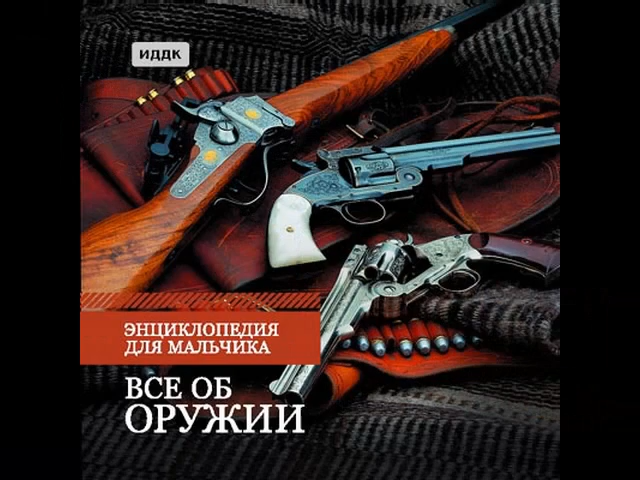 ИДДК
ЭНЦИКЛОПЕДИЯ
ДЛЯ МАЛЬЧИКА
ВСЕ ОБ
ОРУЖИИ